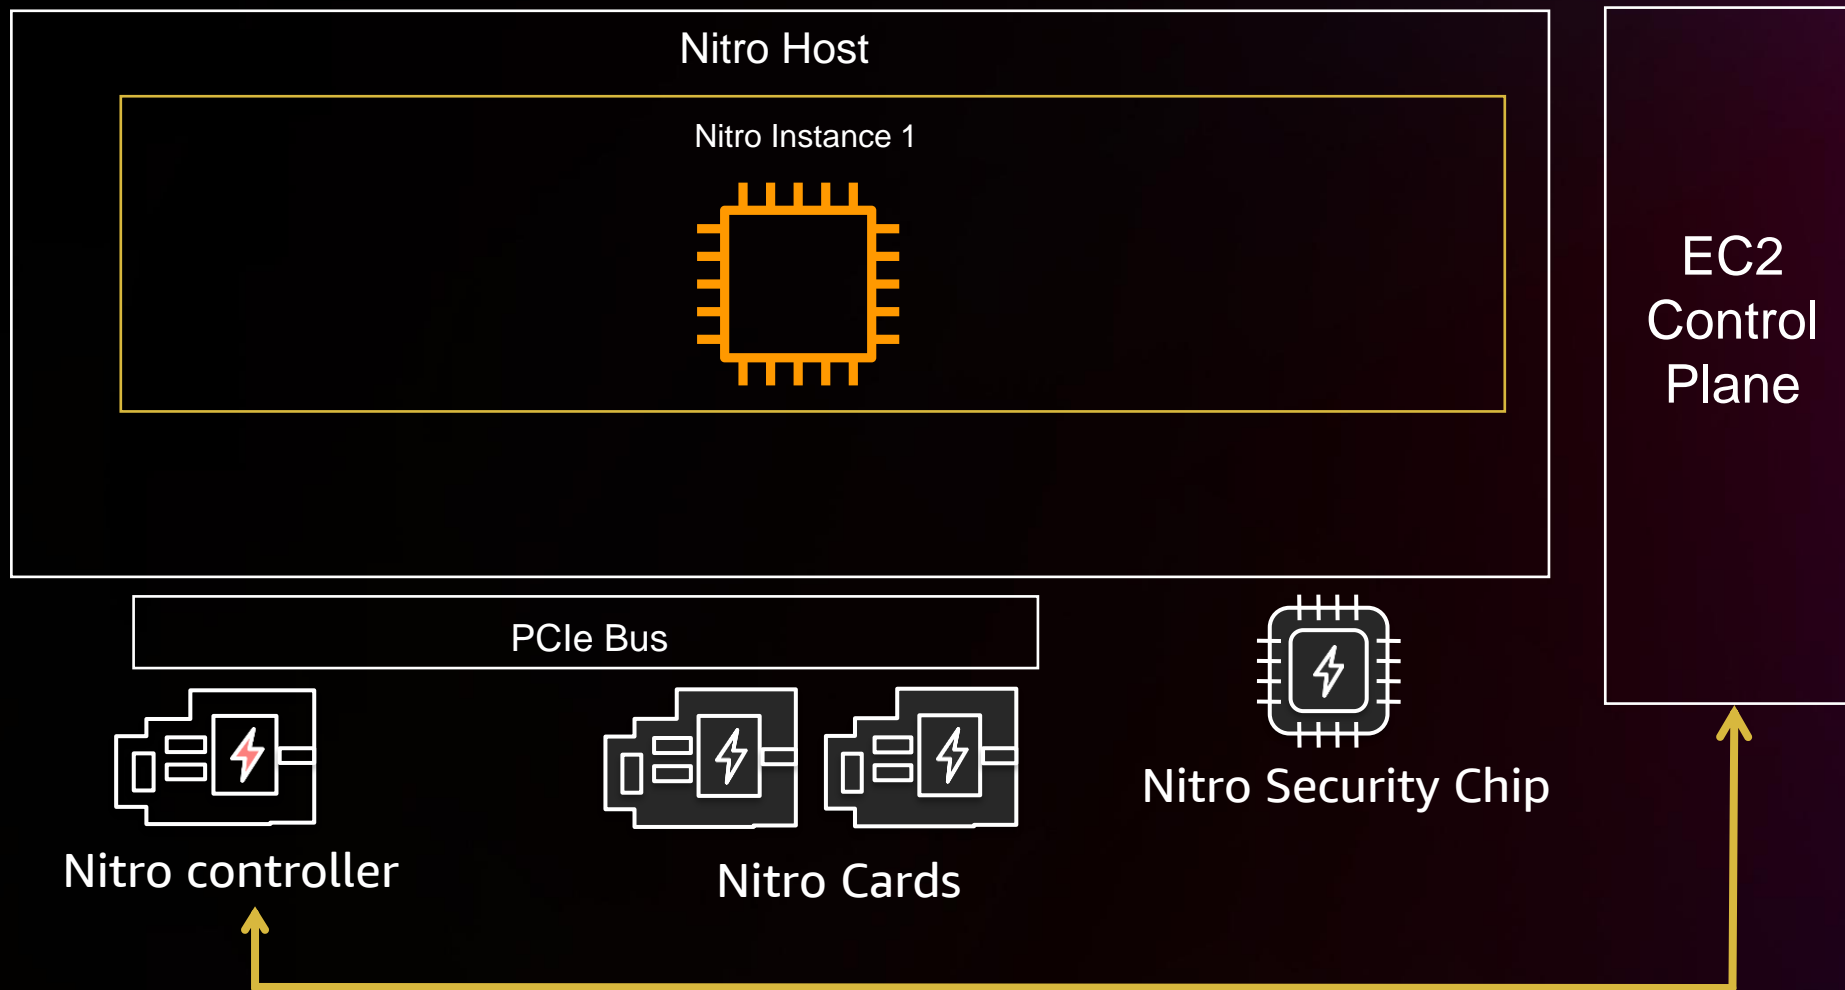 Nitro Host
Nitro Instance 1
EC2
Control
Plane
PCIe Bus
Nitro Security Chip
Nitro controller
Nitro Cards